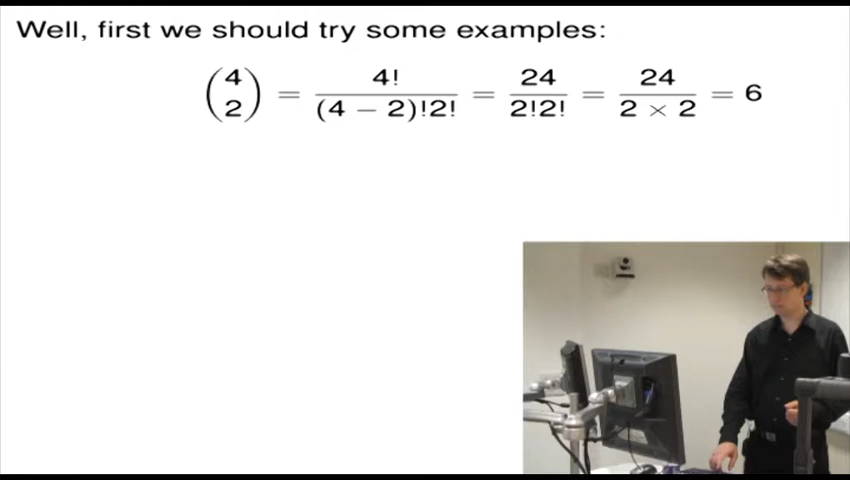 Well, first we should try some examples:
(4 2) = 4!/((4 − 2)!2!) = 24/(2!2!) = 24/(2 × 2) = 6